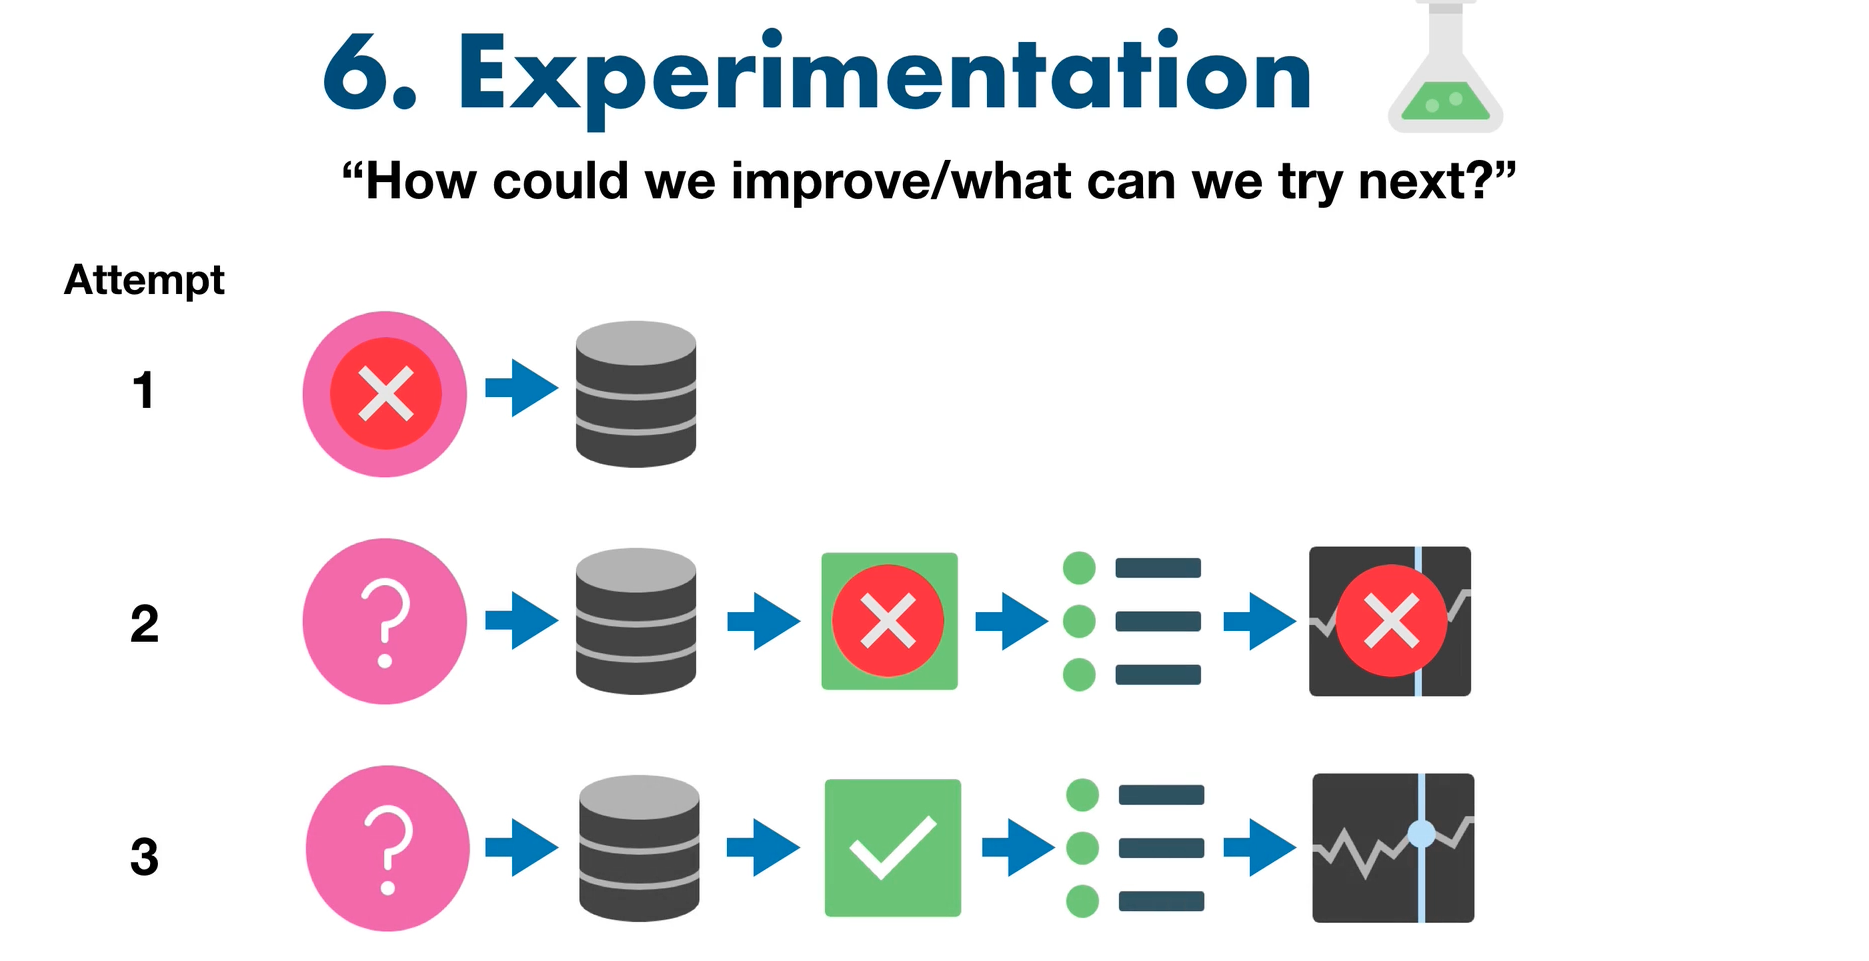 6. Experimentation
“How could we improve/what can we try next?”
Attempt
1
2
?
3
?